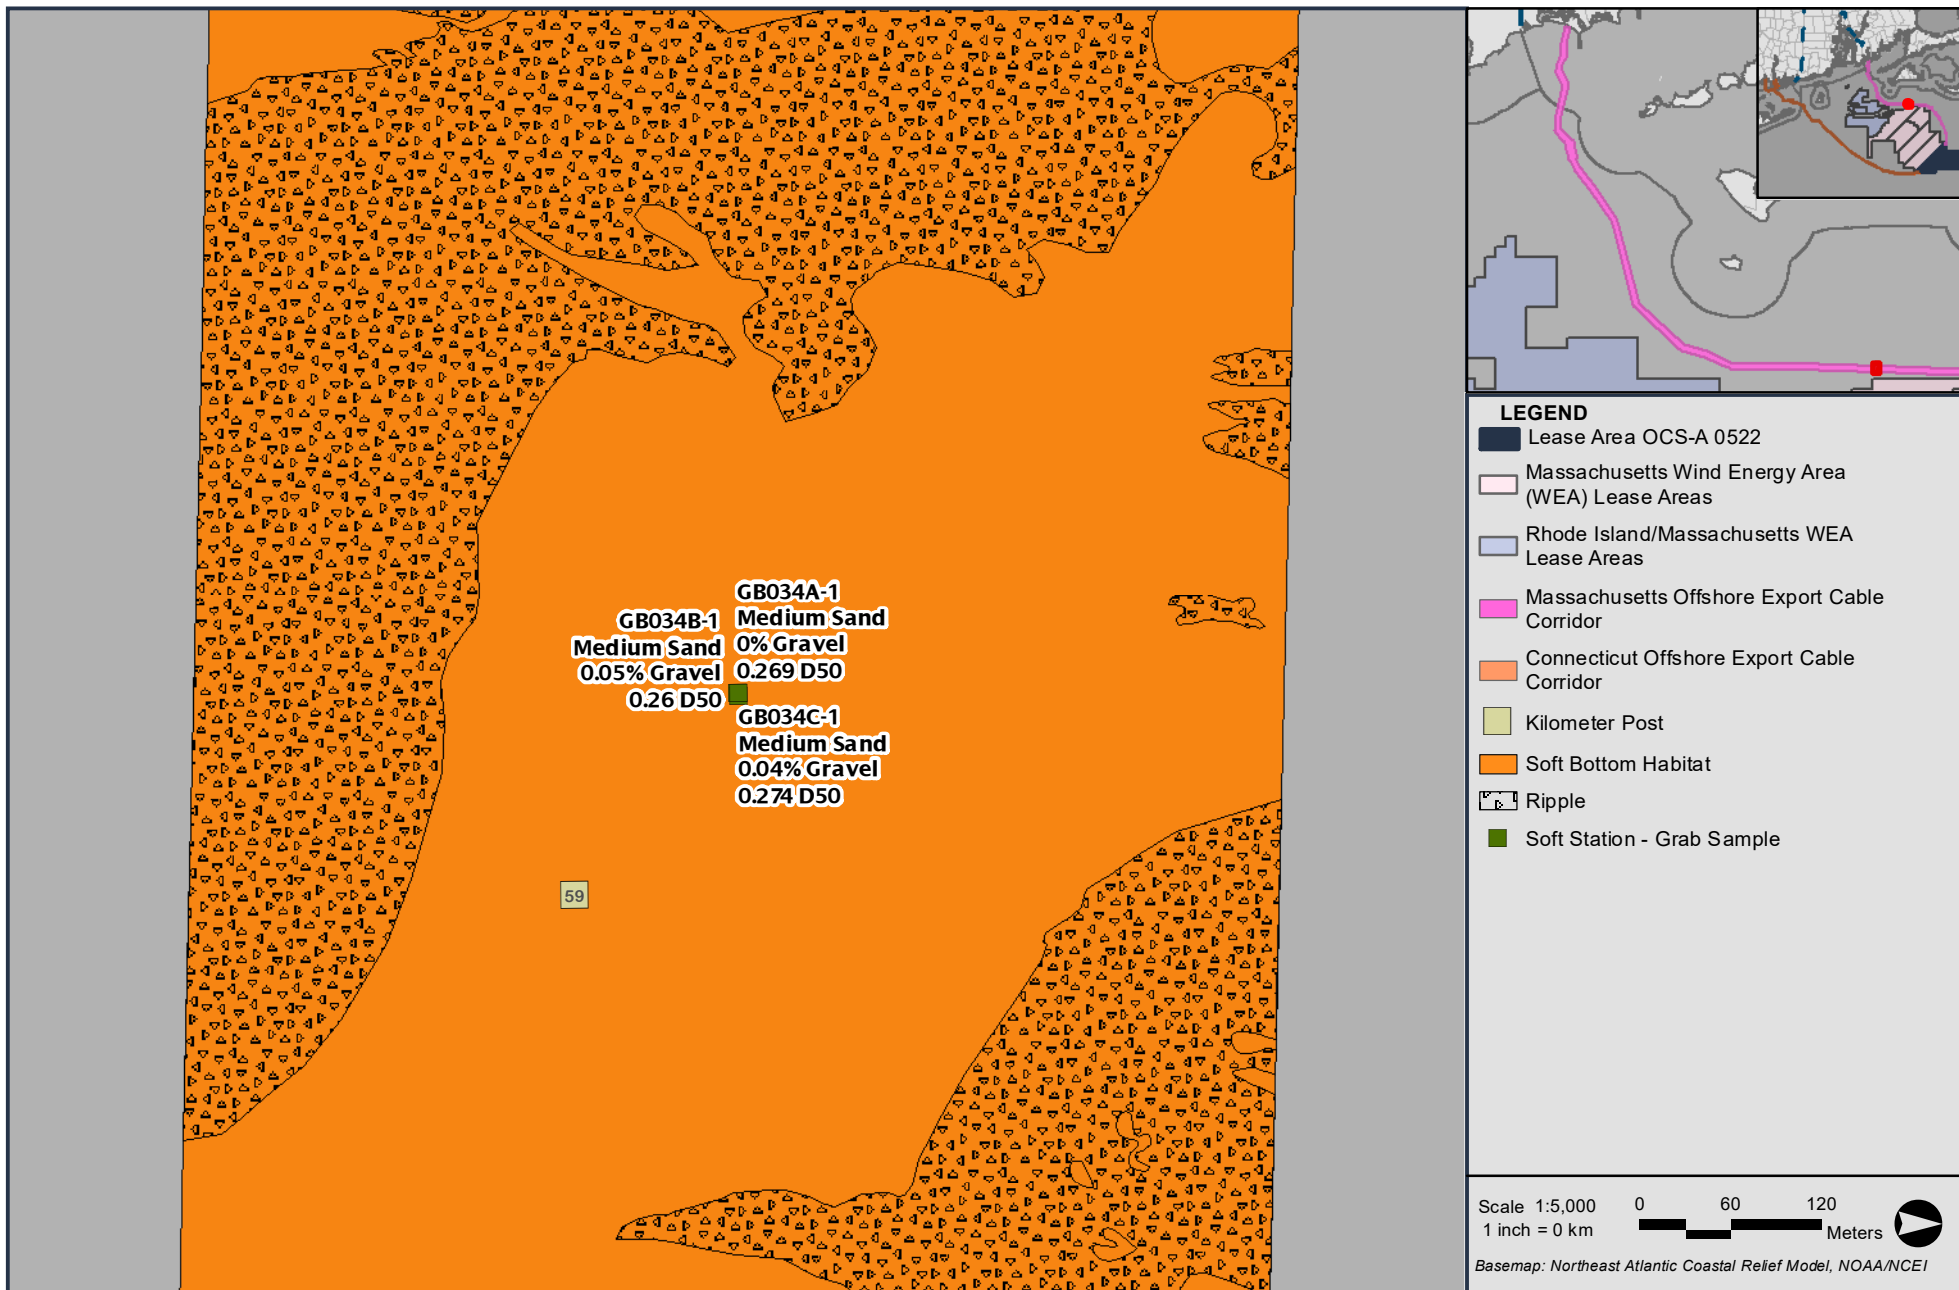 GB034A-1
Medium Sand
0% Gravel
0.269 D50
GB034B-1
Medium Sand
0.05% Gravel
0.26 D50
GB034C-1
Medium Sand
0.04% Gravel
0.274 D50
59
LEGEND
Lease Area OCS-A 0522
Massachusetts Wind Energy Area
(WEA) Lease Areas
Rhode Island/Massachusetts WEA
Lease Areas
Massachusetts Offshore Export Cable
Corridor
Connecticut Offshore Export Cable
Corridor
Kilometer Post
Soft Bottom Habitat
Ripple
Soft Station - Grab Sample
Scale 1:5,000
1 inch = 0 km
0 60 120
Meters
Basemap: Northeast Atlantic Coastal Relief Model, NOAA/NCEI